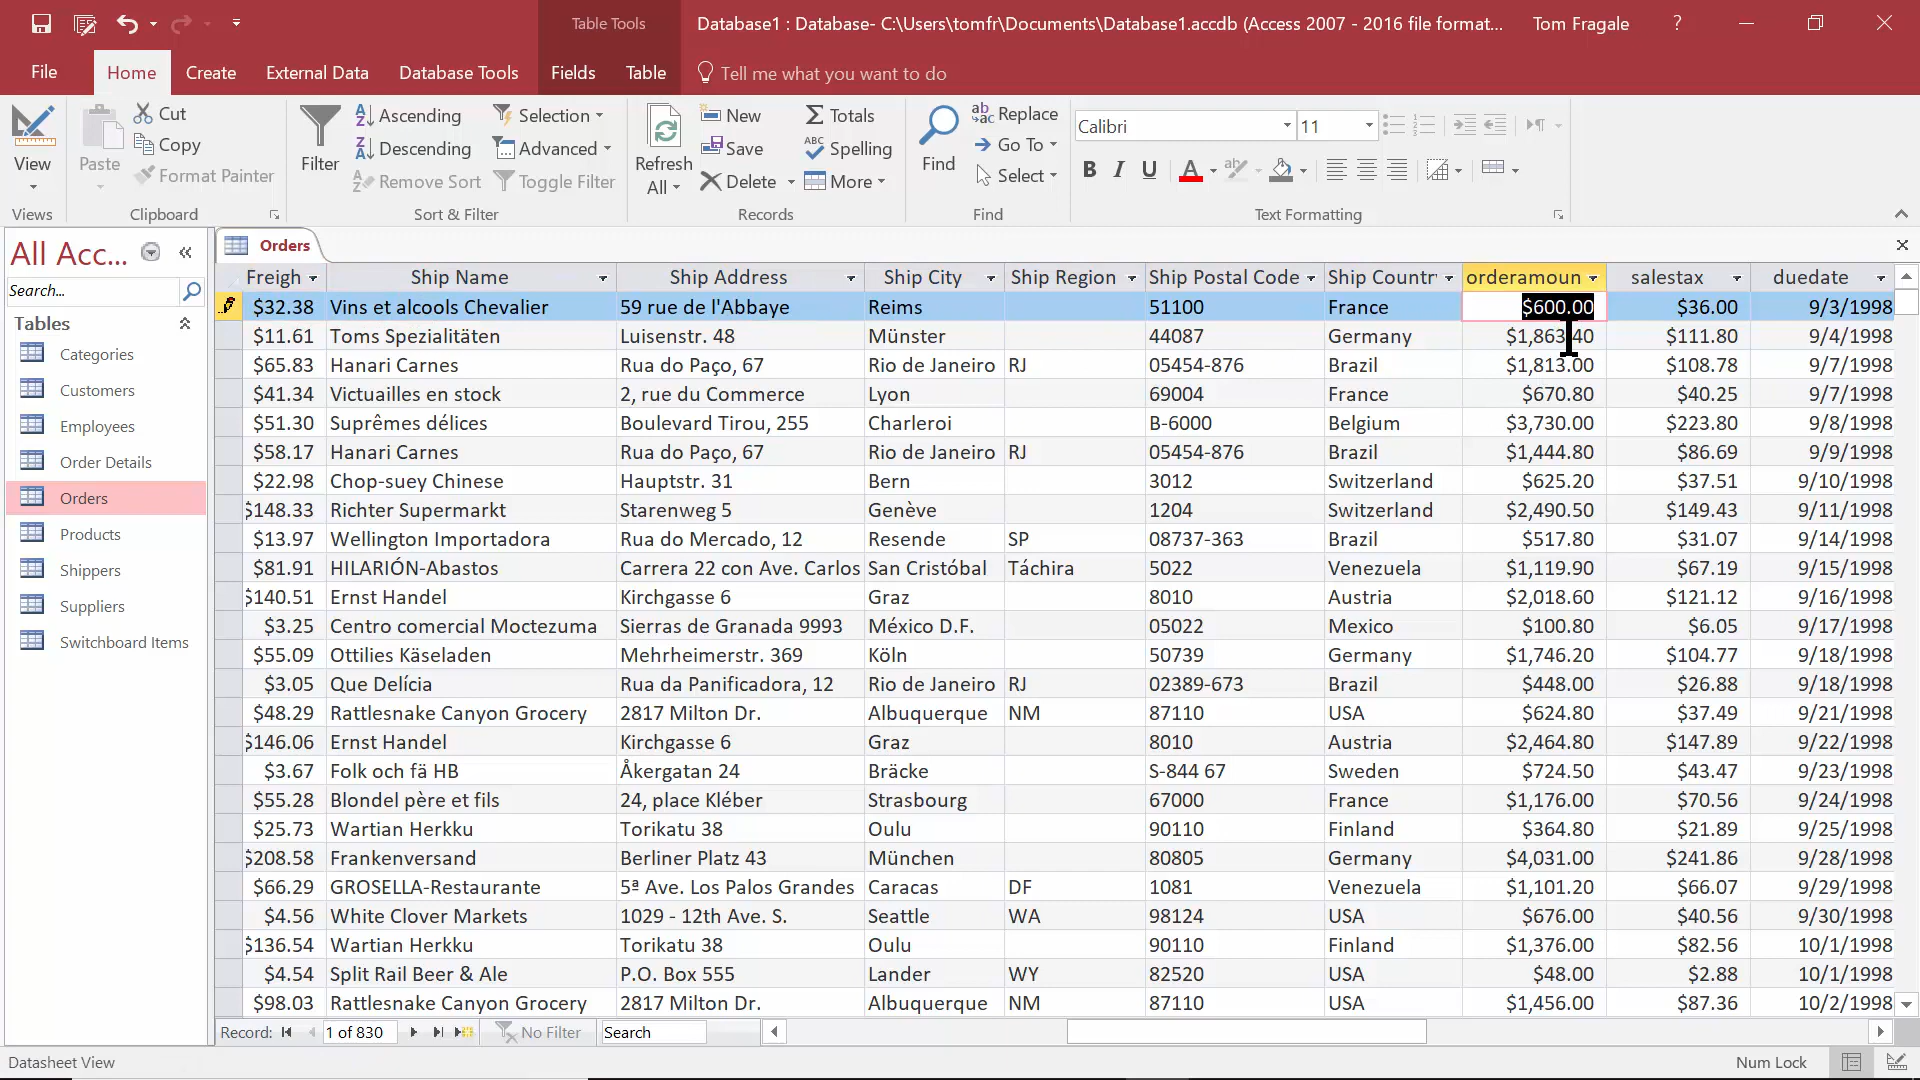 Table Tools
Database1 : Database- C:\Users\tomfr\Documents\Database1.accdb (Access 2007 - 2016 file format...
Tom Fragale
?
File
Home
Create
External Data
Database Tools
Fields
Table
Tell me what you want to do
View
Views
Paste
Cut
Copy
Format Painter
Clipboard
Filter
Ascending
Descending
Remove Sort
Selection
Advanced
Toggle Filter
Sort & Filter
Refresh
All
New
Save
Delete
Totals
Spelling
More
Records
Find
Replace
Go To
Select
Find
Calibri
11
B I U A
Text Formatting
All Acc...
Search...
Tables
Categories
Customers
Employees
Order Details
Orders
Products
Shippers
Suppliers
Switchboard Items
Orders
Freigh Ship Name Ship Address Ship City Ship Region Ship Postal Code Ship Countr orderamoun salestax duedate
$32.38 Vins et alcools Chevalier 59 rue de l'Abbaye Reims 51100 France $600.00 $36.00 9/3/1998
$11.61 Toms Spezialitäten Luisenstr. 48 Münster 44087 Germany $1,863.40 $111.80 9/4/1998
$65.83 Hanari Carnes Rua do Paço, 67 Rio de Janeiro RJ 05454-876 Brazil $1,813.00 $108.78 9/7/1998
$41.34 Victuailles en stock 2, rue du Commerce Lyon 69004 France $670.80 $40.25 9/7/1998
$51.30 Suprêmes délices Boulevard Tirou, 255 Charleroi B-6000 Belgium $3,730.00 $223.80 9/8/1998
$58.17 Hanari Carnes Rua do Paço, 67 Rio de Janeiro RJ 05454-876 Brazil $1,444.80 $86.69 9/9/1998
$22.98 Chop-suey Chinese Hauptstr. 31 Bern 3012 Switzerland $625.20 $37.51 9/10/1998
$148.33 Richter Supermarkt Starenweg 5 Genève 1204 Switzerland $2,490.50 $149.43 9/11/1998
$13.97 Wellington Importadora Rua do Mercado, 12 Resende SP 08737-363 Brazil $517.80 $31.07 9/14/1998
$81.91 HILARIÓN-Abastos Carrera 22 con Ave. Carlos San Cristóbal Táchira 5022 Venezuela $1,119.90 $67.19 9/15/1998
$140.51 Ernst Handel Kirchgasse 6 Graz 8010 Austria $2,018.60 $121.12 9/16/1998
$3.25 Centro comercial Moctezuma Sierras de Granada 9993 México D.F. 05022 Mexico $100.80 $6.05 9/17/1998
$55.09 Ottilies Käseladen Mehrheimerstr. 369 Köln 50739 Germany $1,746.20 $104.77 9/18/1998
$3.05 Que Delícia Rua da Panificadora, 12 Rio de Janeiro RJ 02389-673 Brazil $448.00 $26.88 9/18/1998
$48.29 Rattlesnake Canyon Grocery 2817 Milton Dr. Albuquerque NM 87110 USA $624.80 $37.49 9/21/1998
$146.06 Ernst Handel Kirchgasse 6 Graz 8010 Austria $2,464.80 $147.89 9/22/1998
$3.67 Folk och fä HB Åkergatan 24 Bräcke S-844 67 Sweden $724.50 $43.47 9/23/1998
$55.28 Blondel père et fils 24, place Kléber Strasbourg 67000 France $1,176.00 $70.56 9/24/1998
$25.73 Wartian Herkku Torikatu 38 Oulu 90110 Finland $364.80 $21.89 9/25/1998
$208.58 Frankenversand Berliner Platz 43 München 80805 Germany $4,031.00 $241.86 9/28/1998
$66.29 GROSELLA-Restaurante 5ª Ave. Los Palos Grandes Caracas DF 1081 Venezuela $1,101.20 $66.07 9/29/1998
$4.56 White Clover Markets 1029 - 12th Ave. S. Seattle WA 98124 USA $676.00 $40.56 9/30/1998
$136.54 Wartian Herkku Torikatu 38 Oulu 90110 Finland $1,376.00 $82.56 10/1/1998
$4.54 Split Rail Beer & Ale P.O. Box 555 Lander WY 82520 USA $48.00 $2.88 10/1/1998
$98.03 Rattlesnake Canyon Grocery 2817 Milton Dr. Albuquerque NM 87110 USA $1,456.00 $87.36 10/2/1998
Record: 1 of 830 No Filter Search
Datasheet View
Num Lock